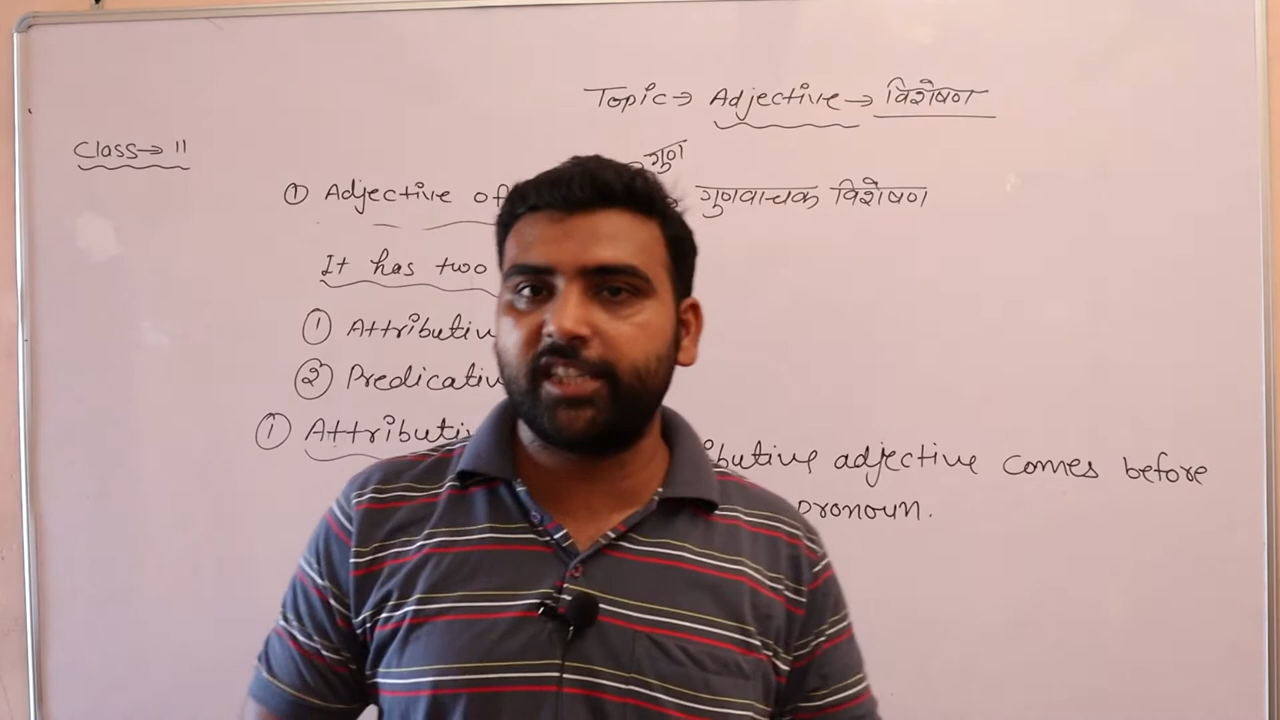 Topic→ Adjective → विशेषण
Class→ 11
गुण
① Adjective of गुणवाचक विशेषण
It has two
① Attributiv
② Predicativ
① Attributi ibutive adjective comes before
pronoun.